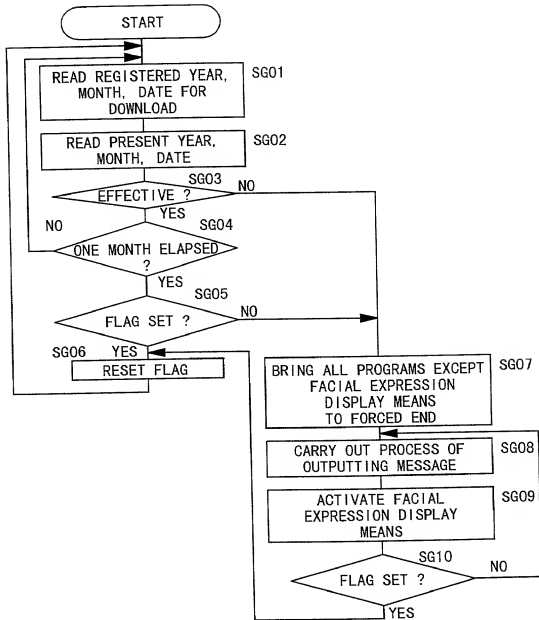 START
READ REGISTERED YEAR,
MONTH, DATE FOR
DOWNLOAD
SG01
READ PRESENT YEAR,
MONTH, DATE
SG02
SG03
EFFECTIVE ?
NO
YES
SG04
NO
ONE MONTH ELAPSED
?
YES
SG05
FLAG SET ?
NO
YES
SG06
RESET FLAG
BRING ALL PROGRAMS EXCEPT
FACIAL EXPRESSION
DISPLAY MEANS
TO FORCED END
SG07
CARRY OUT PROCESS OF
OUTPUTTING MESSAGE
SG08
ACTIVATE FACIAL
EXPRESSION DISPLAY
MEANS
SG09
SG10
FLAG SET ?
NO
YES